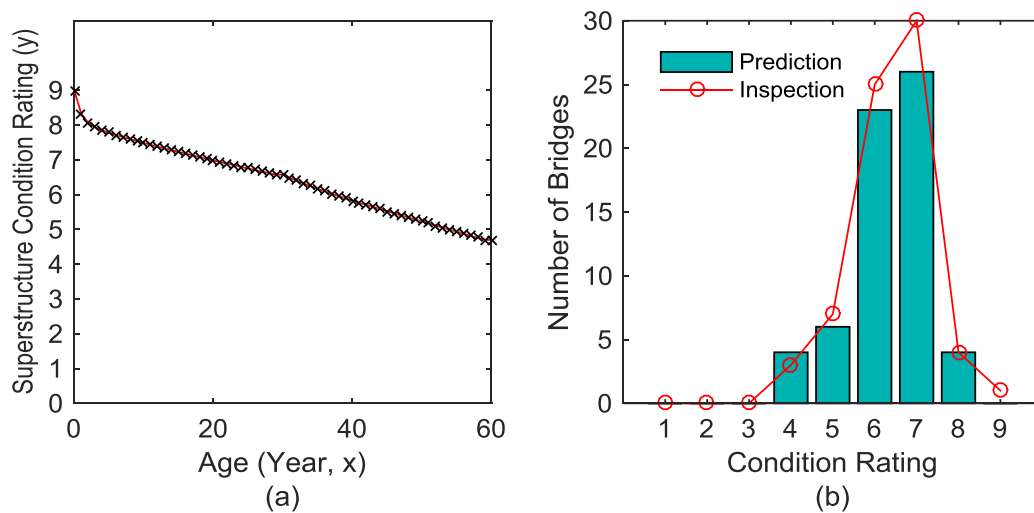 Superstructure Condition Rating (y)
9
8
7
6
5
4
3
2
1
0
0 20 40 60
Age (Year, x)
(a)
Number of Bridges
30
25
20
15
10
5
0
Prediction
Inspection
1 2 3 4 5 6 7 8 9
Condition Rating
(b)